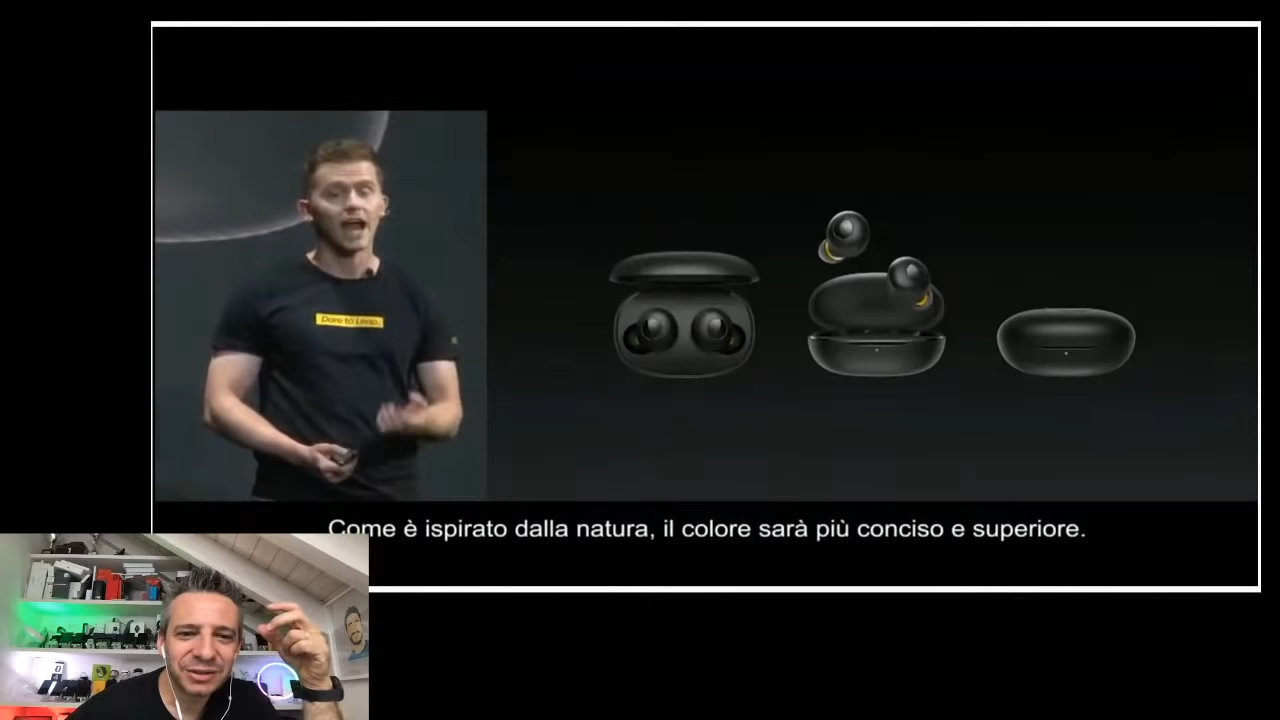 Dare to Leap.
Come è ispirato dalla natura, il colore sarà più conciso e superiore.